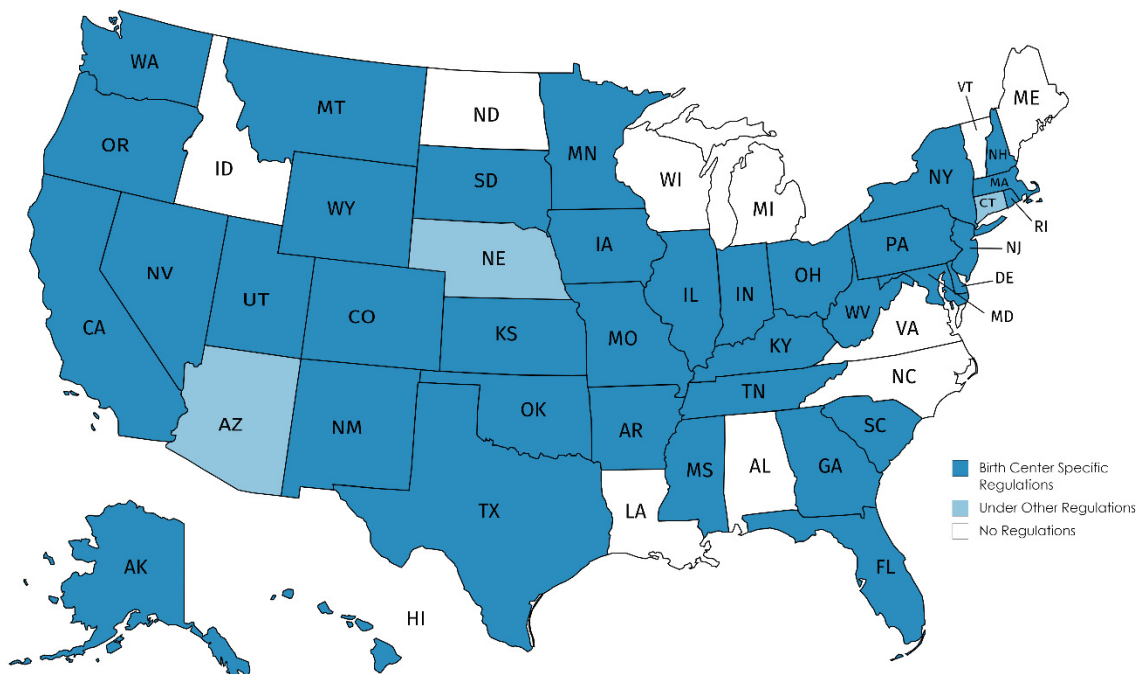 WA
MT
ND
MN
VT
ME
OR
ID
SD
WI
NY
NH
MA
WY
MI
CT
RI
NE
IA
PA
NJ
NV
UT
IL
IN
OH
DE
CA
CO
KS
MO
WV
MD
KY
VA
NC
TN
AZ
NM
OK
AR
SC
MS
AL
GA
TX
LA
FL
AK
HI
Birth Center Specific
Regulations
Under Other Regulations
No Regulations